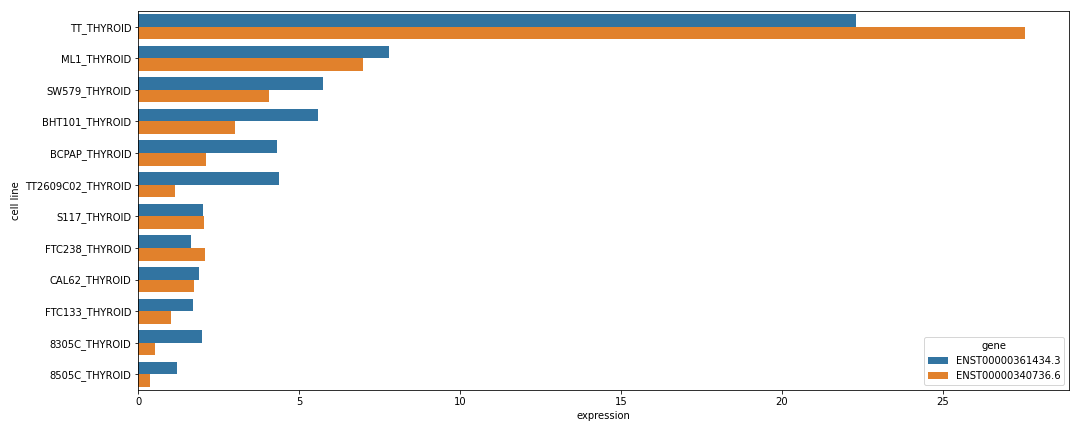 TT_THYROID
ML1_THYROID
SW579_THYROID
BHT101_THYROID
BCPAP_THYROID
TT2609C02_THYROID
S117_THYROID
FTC238_THYROID
CAL62_THYROID
FTC133_THYROID
8305C_THYROID
8505C_THYROID
cell line
0 5 10 15 20 25
expression
gene
ENST00000361434.3
ENST00000340736.6